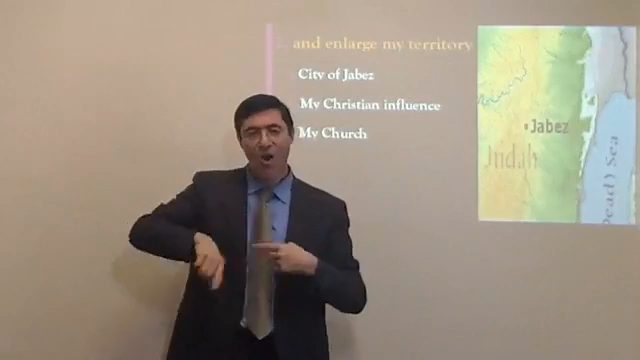 and enlarge my territory
City of Jabez
My Christian influence
My Church
Jabez
Judah
Dead) Sea